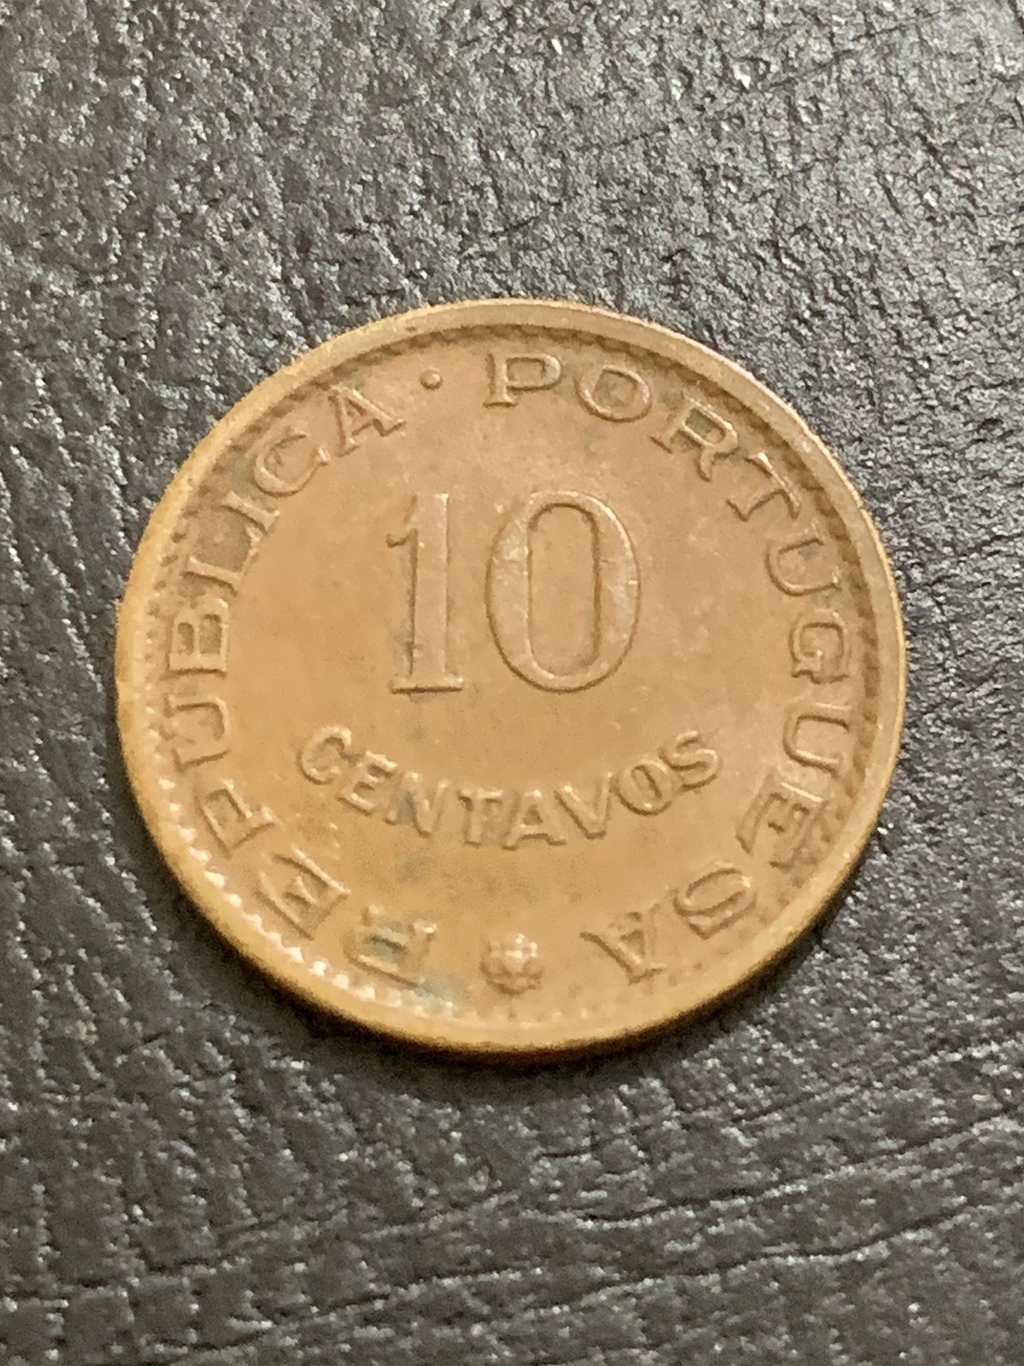 REPUBLICA · PORTUGUESA
10
CENTAVOS